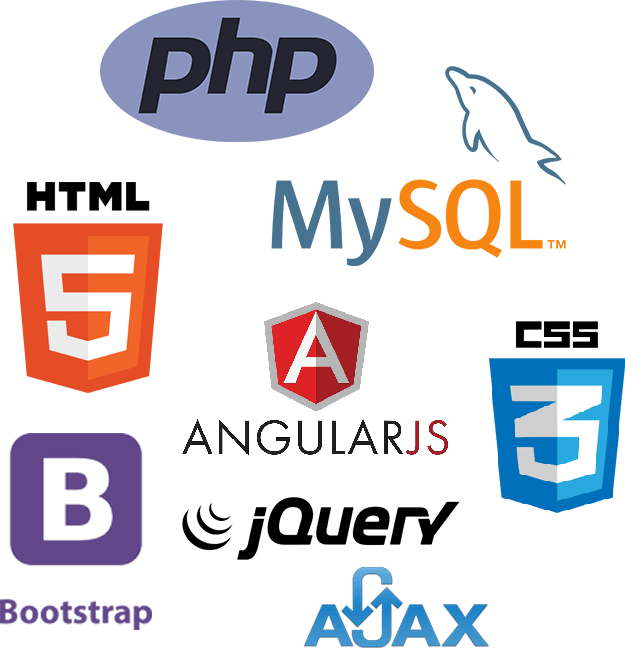 php
MySQL™
HTML
5
CSS
3
A
ANGULARJS
B
jQuery
Bootstrap
AJAX